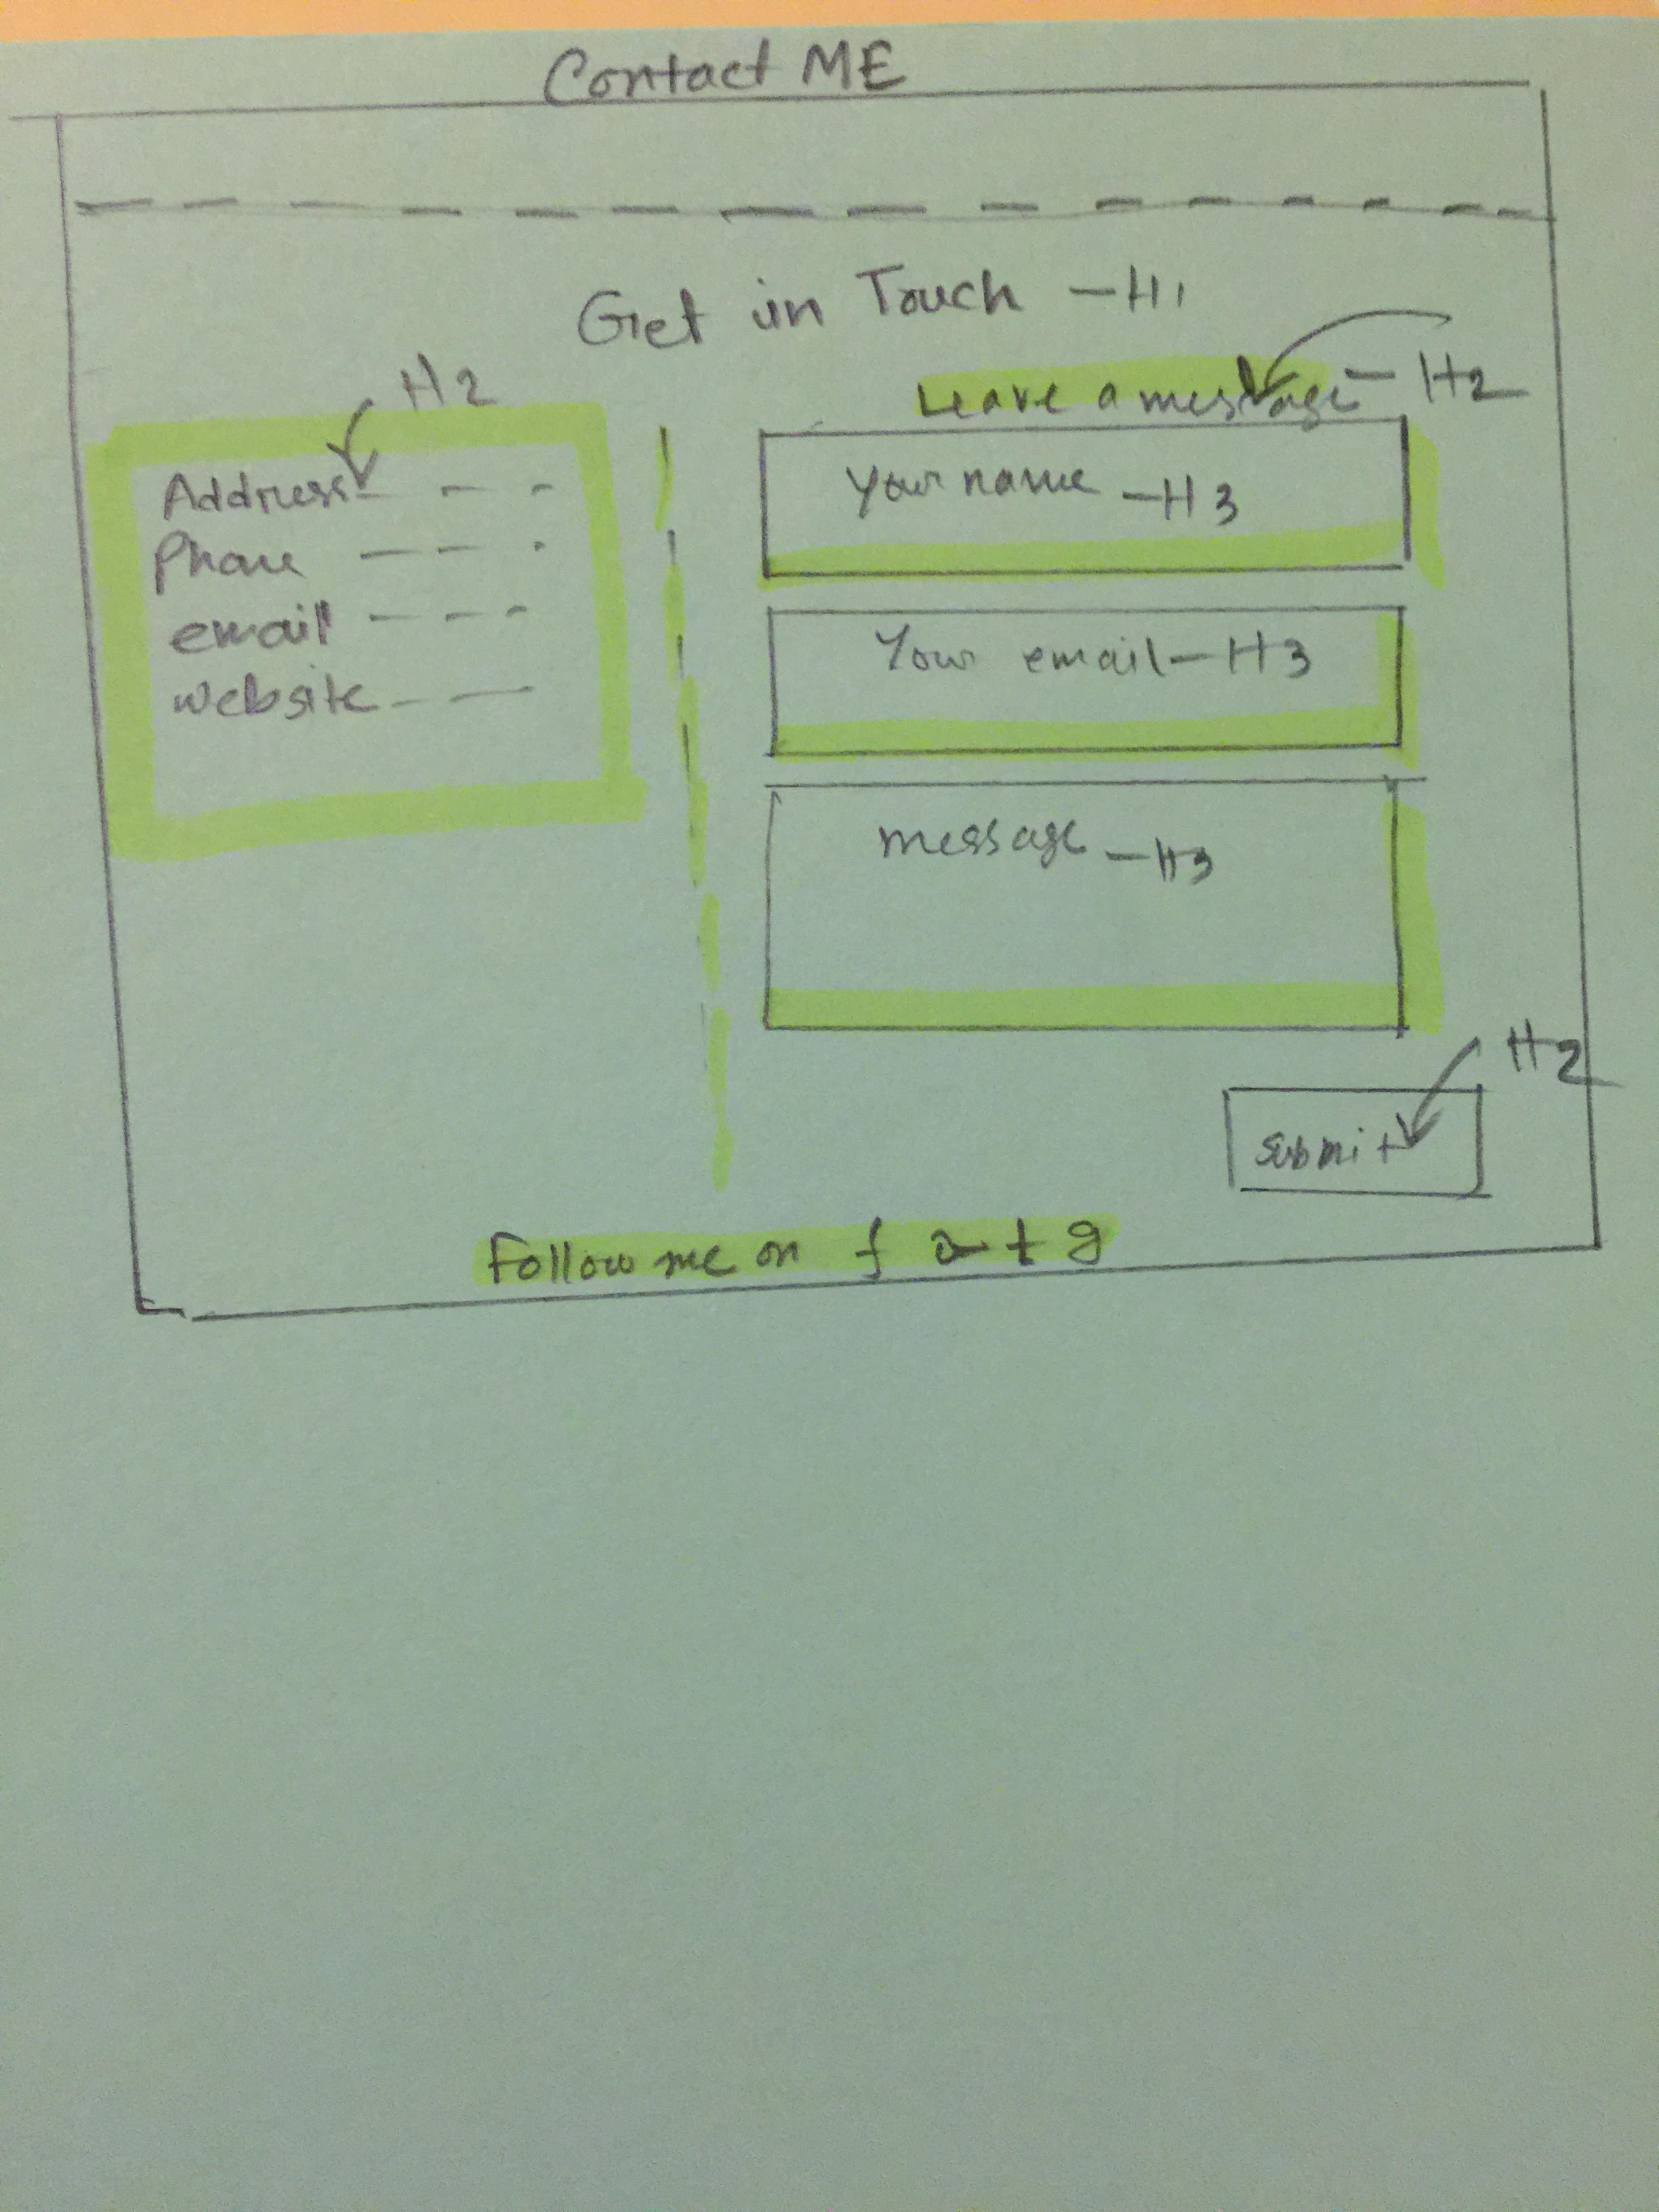 Contact ME
Get in Touch - H1
H2
Address - - -
Phone - - -
email - - -
website - -
Leave a message - H2
Your name - H3
Your email - H3
message - H3
H2
Submit
Follow me on f t g